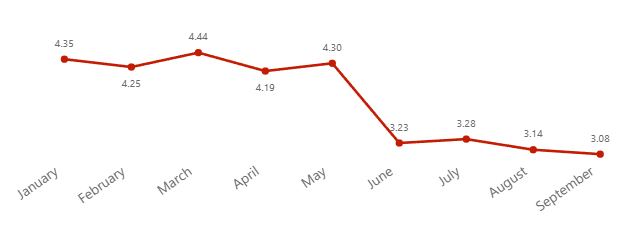 4.35
4.25
4.44
4.19
4.30
3.23
3.28
3.14
3.08
January
February
March
April
May
June
July
August
September